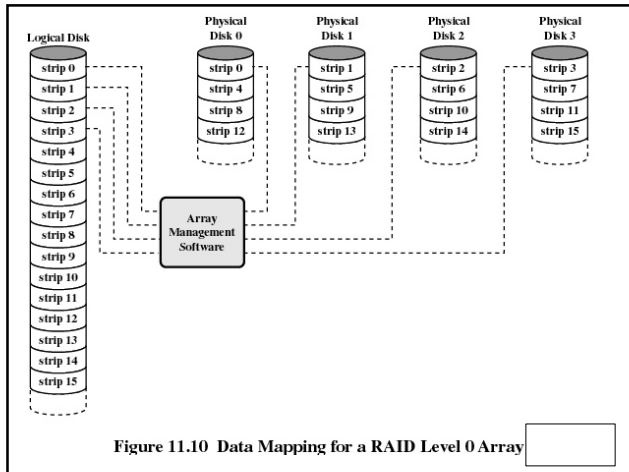 Logical Disk
strip 0
strip 1
strip 2
strip 3
strip 4
strip 5
strip 6
strip 7
strip 8
strip 9
strip 10
strip 11
strip 12
strip 13
strip 14
strip 15
Physical
Disk 0
strip 0
strip 4
strip 8
strip 12
Physical
Disk 1
strip 1
strip 5
strip 9
strip 13
Physical
Disk 2
strip 2
strip 6
strip 10
strip 14
Physical
Disk 3
strip 3
strip 7
strip 11
strip 15
Array
Management
Software
Figure 11.10 Data Mapping for a RAID Level 0 Array